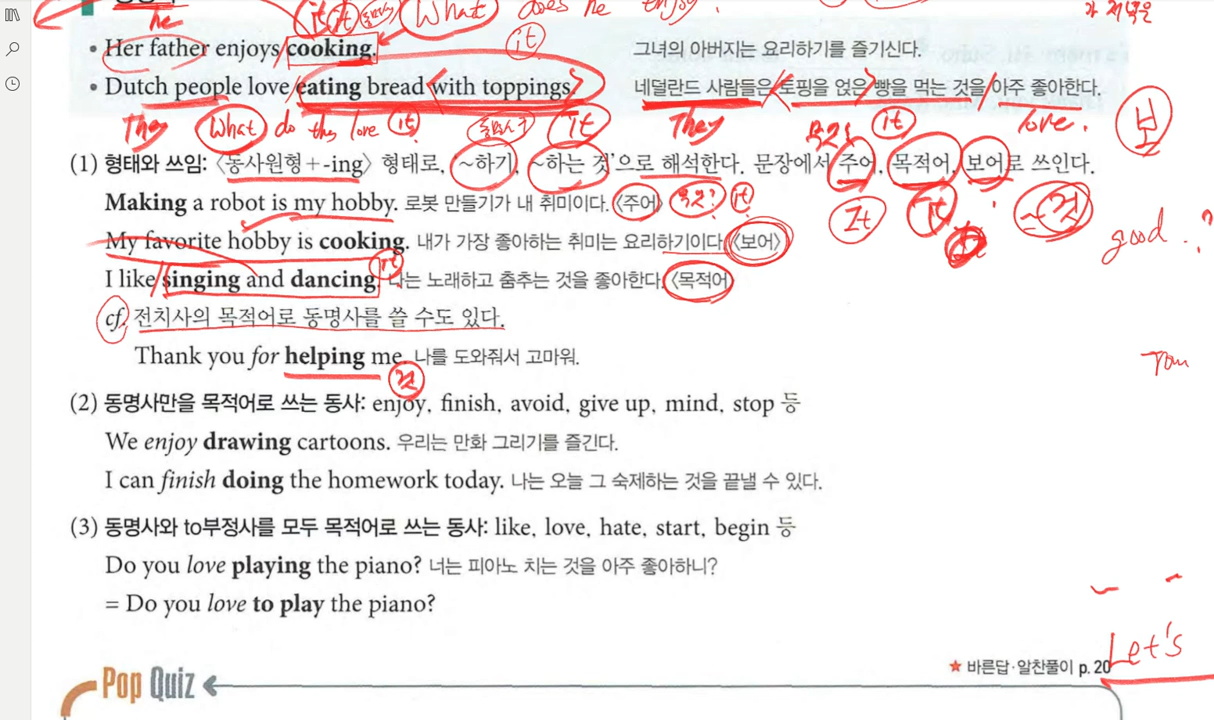 it it What does he enjoy?
he
it
• Her father enjoys cooking. 그녀의 아버지는 요리하기를 즐기신다.
• Dutch people love eating bread with toppings. 네덜란드 사람들은 토핑을 얹은 빵을 먹는 것을 아주 좋아한다.
They What do they love it It They it love. 보
(1) 형태와 쓰임: 〈동사원형+-ing〉 형태로, '~하기, ~하는 것'으로 해석한다. 문장에서 주어, 목적어, 보어로 쓰인다.
Making a robot is my hobby. 로봇 만들기가 내 취미이다. 〈주어〉 it It It ~것
My favorite hobby is cooking. 내가 가장 좋아하는 취미는 요리하기이다. 〈보어〉 good.?
it
I like singing and dancing. 나는 노래하고 춤추는 것을 좋아한다. 〈목적어
cf. 전치사의 목적어로 동명사를 쓸 수도 있다.
Thank you for helping me. 나를 도와줘서 고마워.
것
(2) 동명사만을 목적어로 쓰는 동사: enjoy, finish, avoid, give up, mind, stop 등
We enjoy drawing cartoons. 우리는 만화 그리기를 즐긴다.
I can finish doing the homework today. 나는 오늘 그 숙제하는 것을 끝낼 수 있다.
(3) 동명사와 to부정사를 모두 목적어로 쓰는 동사: like, love, hate, start, begin 등
Do you love playing the piano? 너는 피아노 치는 것을 아주 좋아하니?
= Do you love to play the piano?
Let's
★ 바른답·알찬풀이 p. 20
Pop Quiz